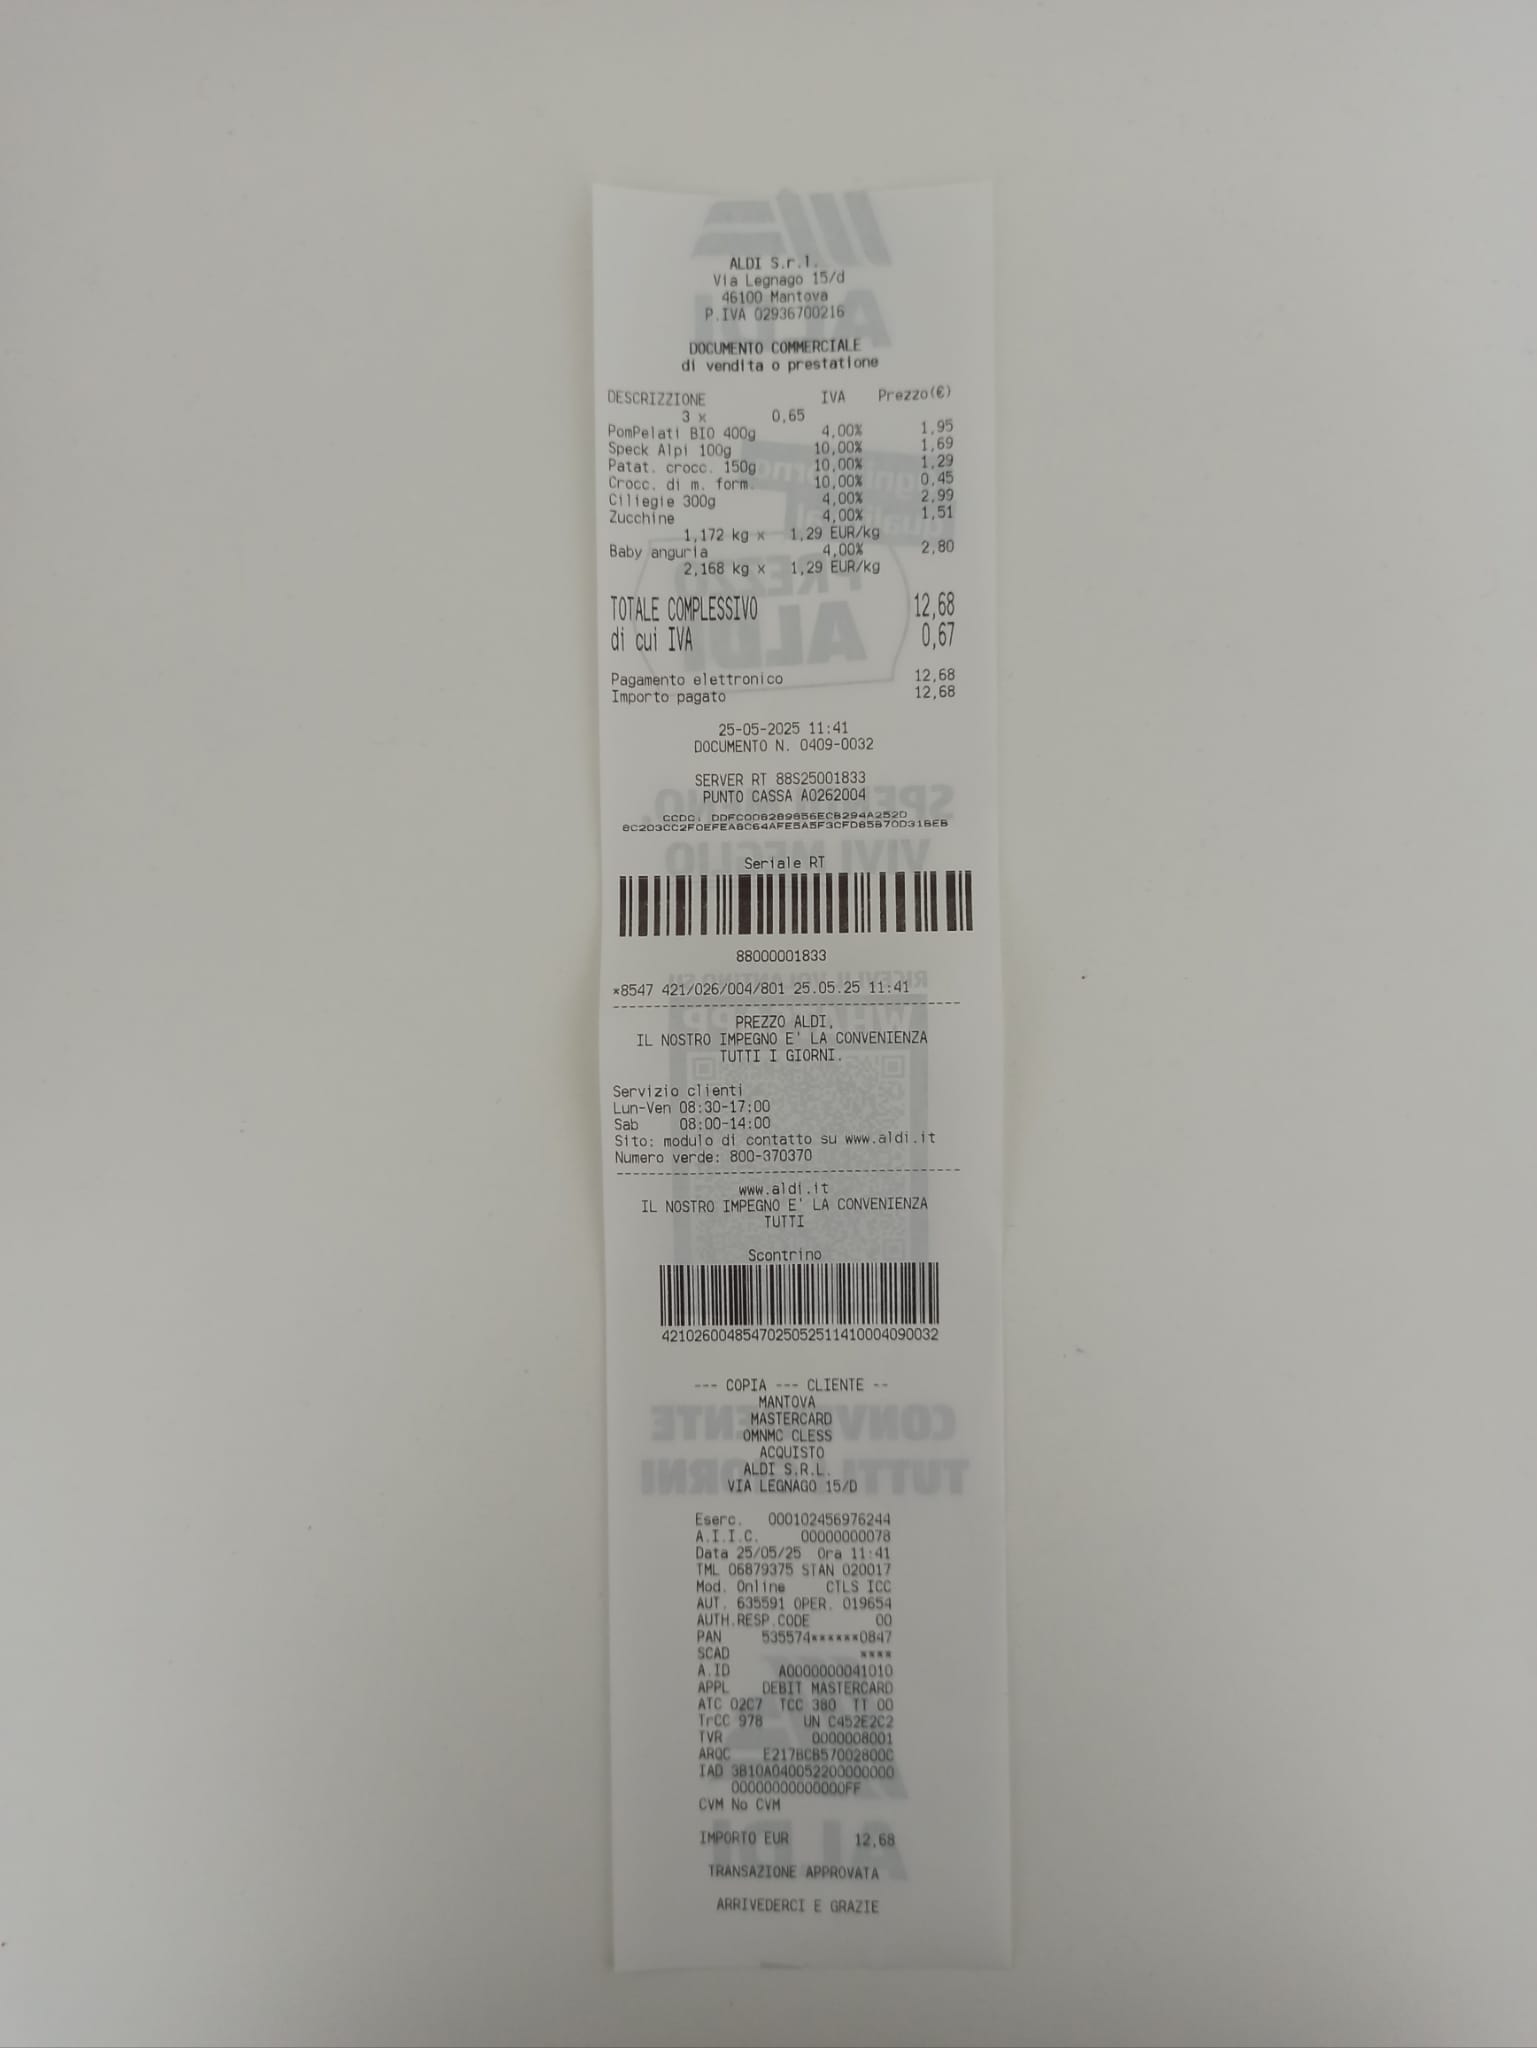 ALDI S.r.l.
Via Legnago 15/d
46100 Mantova
P.IVA 02936700216
DOCUMENTO COMMERCIALE
di vendita o prestatione
DESCRIZZIONE IVA Prezzo(€)
3 x 0,65
PomPelati BIO 400g 4,00% 1,95
Speck Alpi 100g 10,00% 1,69
Patat. crocc. 150g 10,00% 1,29
Crocc. di m. form. 10,00% 0,45
Ciliegie 300g 4,00% 2,99
Zucchine 4,00% 1,51
1,172 kg x 1,29 EUR/kg
Baby anguria 4,00% 2,80
2,168 kg x 1,29 EUR/kg
TOTALE COMPLESSIVO 12,68
di cui IVA 0,67
Pagamento elettronico 12,68
Importo pagato 12,68
25-05-2025 11:41
DOCUMENTO N. 0409-0032
SERVER RT 88S25001833
PUNTO CASSA A0262004
Seriale RT
88000001833
*8547 421/026/004/801 25.05.25 11:41
PREZZO ALDI,
IL NOSTRO IMPEGNO E' LA CONVENIENZA
TUTTI I GIORNI.
Servizio clienti
Lun-Ven 08:30-17:00
Sab 08:00-14:00
Sito: modulo di contatto su www.aldi.it
Numero verde: 800-370370
www.aldi.it
IL NOSTRO IMPEGNO E' LA CONVENIENZA
TUTTI
Scontrino
4210260048547025052511410004090032
--- COPIA --- CLIENTE --
MANTOVA
MASTERCARD
OMNMC CLESS
ACQUISTO
ALDI S.R.L.
VIA LEGNAGO 15/D
Eserc. 000102456976244
A.I.I.C. 00000000078
Data 25/05/25 Ora 11:41
TML 06879375 STAN 020017
Mod. Online CTLS ICC
AUT. 635591 OPER. 019654
AUTH.RESP.CODE 00
PAN 535574******0847
SCAD ****
A.ID A0000000041010
APPL DEBIT MASTERCARD
ATC 02C7 TCC 380 TT 00
TrCC 978 UN C452E2C2
TVR 0000008001
ARQC E217BCB57002800C
IAD 3B10A040052200000000
00000000000000FF
CVM No CVM
IMPORTO EUR 12,68
TRANSAZIONE APPROVATA
ARRIVEDERCI E GRAZIE